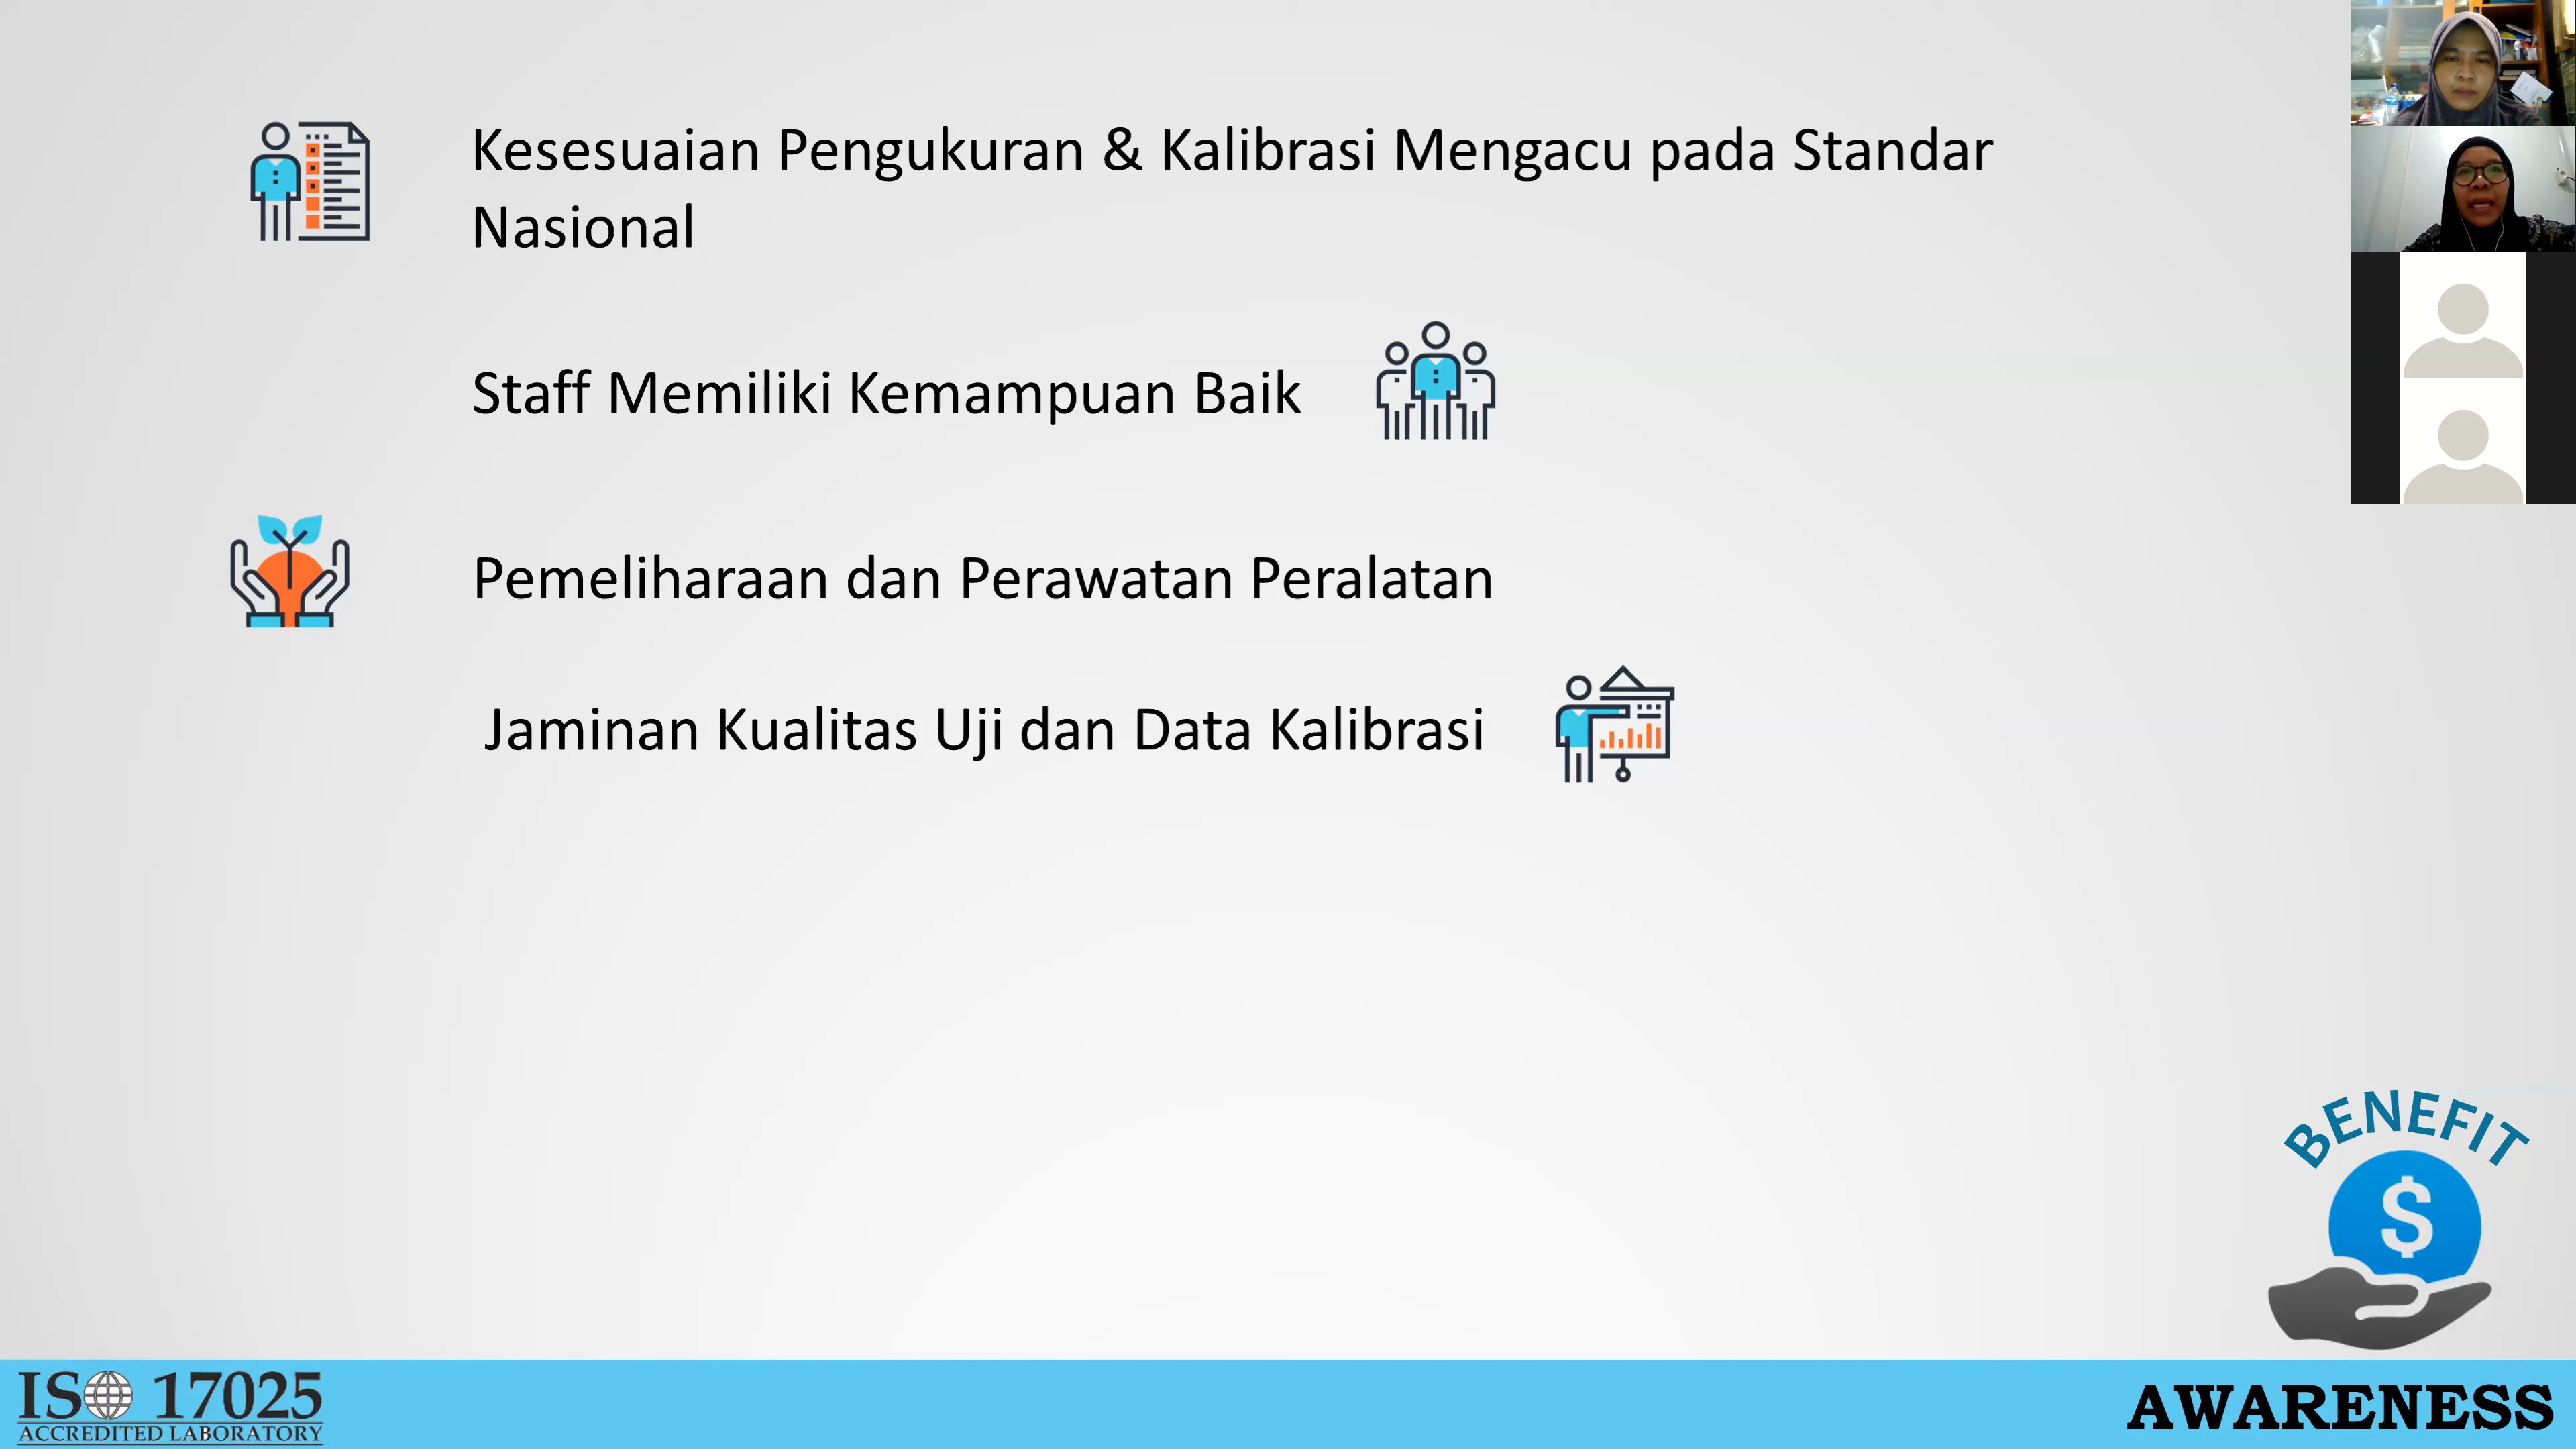 Kesesuaian Pengukuran & Kalibrasi Mengacu pada Standar
Nasional
Staff Memiliki Kemampuan Baik
Pemeliharaan dan Perawatan Peralatan
Jaminan Kualitas Uji dan Data Kalibrasi
BENEFIT
$
ISO 17025
ACCREDITED LABORATORY
AWARENESS